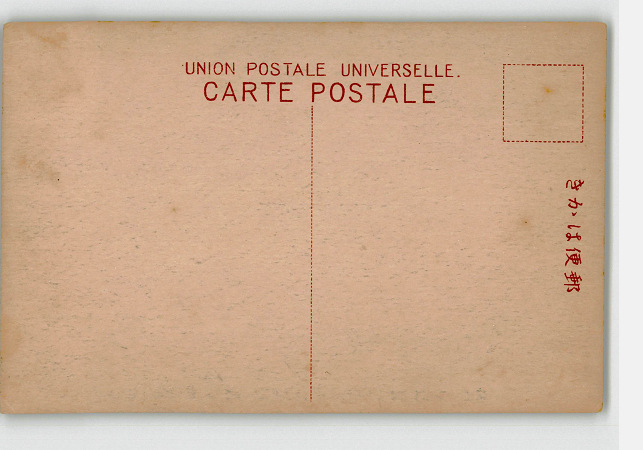 UNION POSTALE UNIVERSELLE.
CARTE POSTALE
きかは便郵